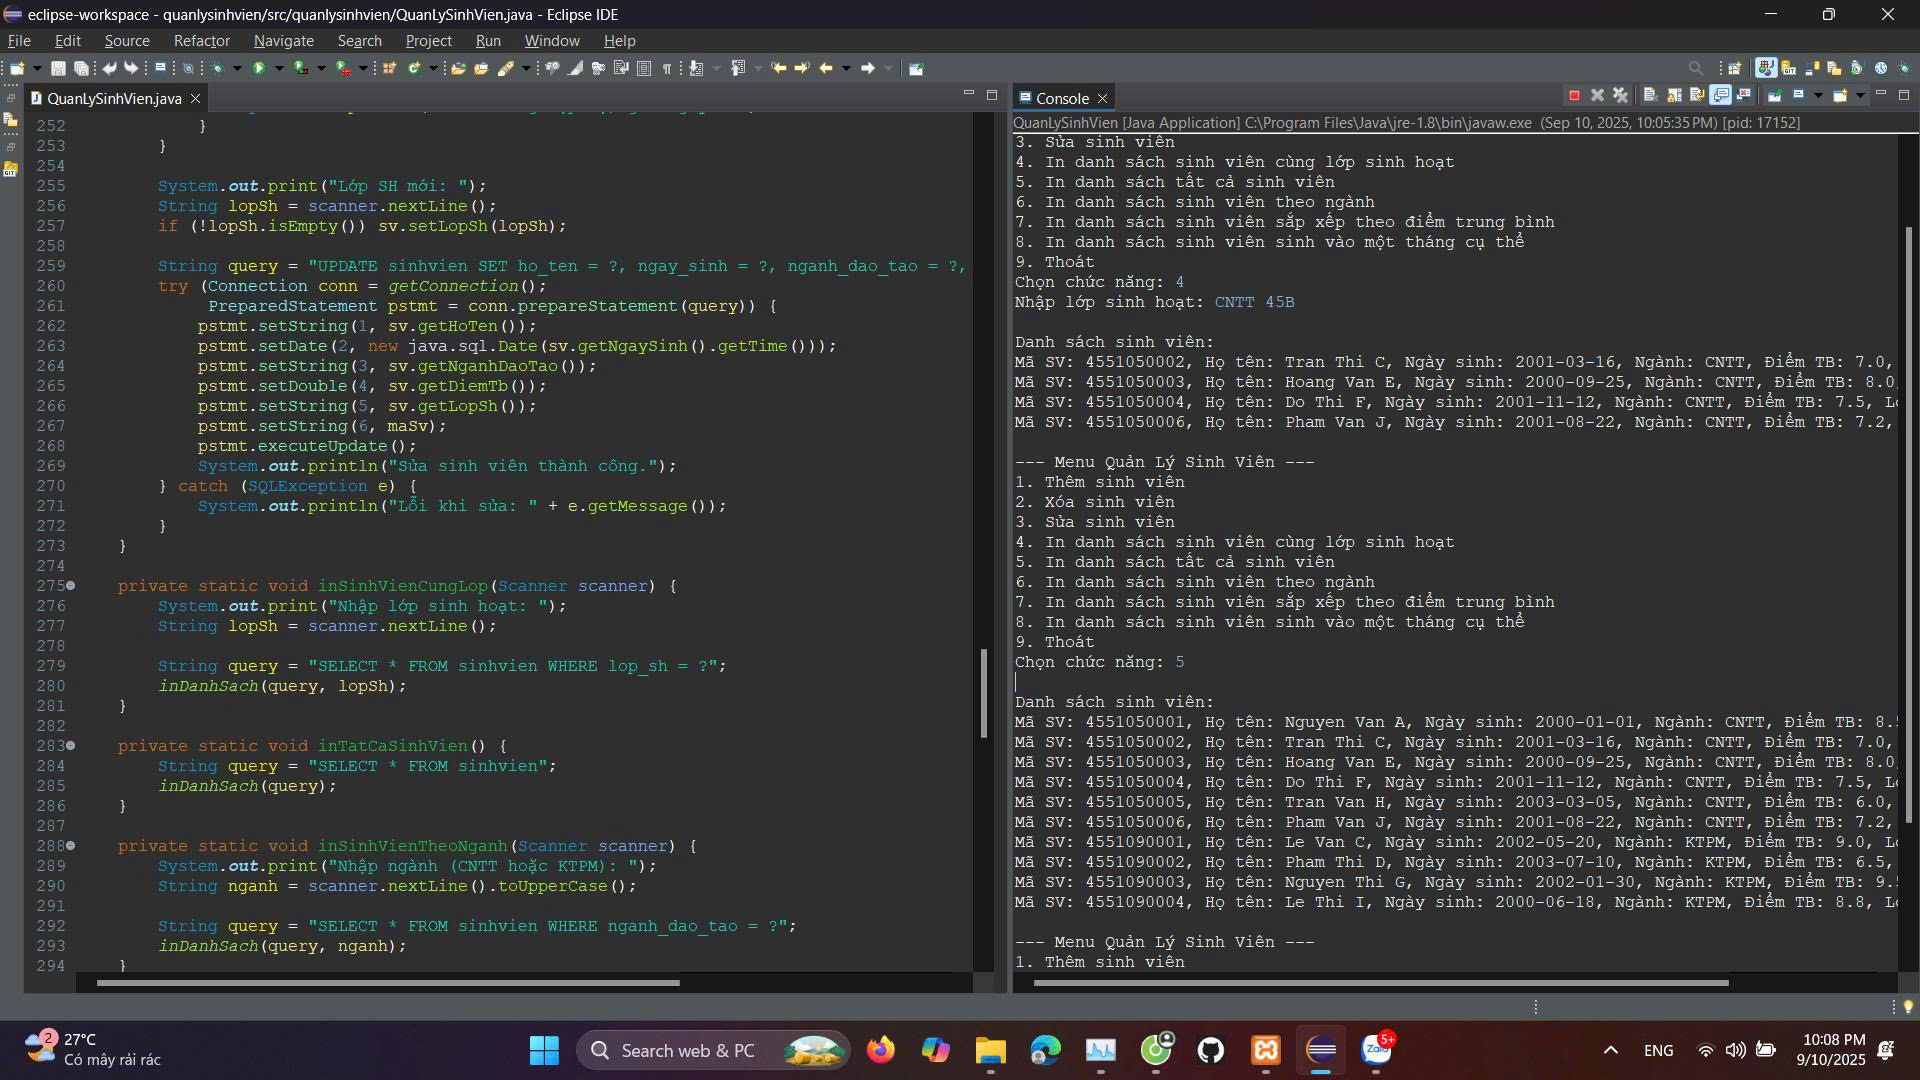 eclipse-workspace - quanlysinhvien/src/quanlysinhvien/QuanLySinhVien.java - Eclipse IDE
File Edit Source Refactor Navigate Search Project Run Window Help
QuanLySinhVien.java
252 }
253 }
254
255 System.out.print("Lớp SH mới: ");
256 String lopSh = scanner.nextLine();
257 if (!lopSh.isEmpty()) sv.setLopSh(lopSh);
258
259 String query = "UPDATE sinhvien SET ho_ten = ?, ngay_sinh = ?, nganh_dao_tao = ?,
260 try (Connection conn = getConnection();
261 PreparedStatement pstmt = conn.prepareStatement(query)) {
262 pstmt.setString(1, sv.getHoTen());
263 pstmt.setDate(2, new java.sql.Date(sv.getNgaySinh().getTime()));
264 pstmt.setString(3, sv.getNganhDaoTao());
265 pstmt.setDouble(4, sv.getDiemTb());
266 pstmt.setString(5, sv.getLopSh());
267 pstmt.setString(6, maSv);
268 pstmt.executeUpdate();
269 System.out.println("Sửa sinh viên thành công.");
270 } catch (SQLException e) {
271 System.out.println("Lỗi khi sửa: " + e.getMessage());
272 }
273 }
274
275 private static void inSinhVienCungLop(Scanner scanner) {
276 System.out.print("Nhập lớp sinh hoạt: ");
277 String lopSh = scanner.nextLine();
278
279 String query = "SELECT * FROM sinhvien WHERE lop_sh = ?";
280 inDanhSach(query, lopSh);
281 }
282
283 private static void inTatCaSinhVien() {
284 String query = "SELECT * FROM sinhvien";
285 inDanhSach(query);
286 }
287
288 private static void inSinhVienTheoNganh(Scanner scanner) {
289 System.out.print("Nhập ngành (CNTT hoặc KTPM): ");
290 String nganh = scanner.nextLine().toUpperCase();
291
292 String query = "SELECT * FROM sinhvien WHERE nganh_dao_tao = ?";
293 inDanhSach(query, nganh);
294 }
Console
QuanLySinhVien [Java Application] C:\Program Files\Java\jre-1.8\bin\javaw.exe (Sep 10, 2025, 10:05:35 PM) [pid: 17152]
3. Sửa sinh viên
4. In danh sách sinh viên cùng lớp sinh hoạt
5. In danh sách tất cả sinh viên
6. In danh sách sinh viên theo ngành
7. In danh sách sinh viên sắp xếp theo điểm trung bình
8. In danh sách sinh viên sinh vào một tháng cụ thể
9. Thoát
Chọn chức năng: 4
Nhập lớp sinh hoạt: CNTT 45B
Danh sách sinh viên:
Mã SV: 4551050002, Họ tên: Tran Thi C, Ngày sinh: 2001-03-16, Ngành: CNTT, Điểm TB: 7.0,
Mã SV: 4551050003, Họ tên: Hoang Van E, Ngày sinh: 2000-09-25, Ngành: CNTT, Điểm TB: 8.0,
Mã SV: 4551050004, Họ tên: Do Thi F, Ngày sinh: 2001-11-12, Ngành: CNTT, Điểm TB: 7.5, L
Mã SV: 4551050006, Họ tên: Pham Van J, Ngày sinh: 2001-08-22, Ngành: CNTT, Điểm TB: 7.2,
--- Menu Quản Lý Sinh Viên ---
1. Thêm sinh viên
2. Xóa sinh viên
3. Sửa sinh viên
4. In danh sách sinh viên cùng lớp sinh hoạt
5. In danh sách tất cả sinh viên
6. In danh sách sinh viên theo ngành
7. In danh sách sinh viên sắp xếp theo điểm trung bình
8. In danh sách sinh viên sinh vào một tháng cụ thể
9. Thoát
Chọn chức năng: 5
Danh sách sinh viên:
Mã SV: 4551050001, Họ tên: Nguyen Van A, Ngày sinh: 2000-01-01, Ngành: CNTT, Điểm TB: 8.5
Mã SV: 4551050002, Họ tên: Tran Thi C, Ngày sinh: 2001-03-16, Ngành: CNTT, Điểm TB: 7.0,
Mã SV: 4551050003, Họ tên: Hoang Van E, Ngày sinh: 2000-09-25, Ngành: CNTT, Điểm TB: 8.0,
Mã SV: 4551050004, Họ tên: Do Thi F, Ngày sinh: 2001-11-12, Ngành: CNTT, Điểm TB: 7.5, L
Mã SV: 4551050005, Họ tên: Tran Van H, Ngày sinh: 2003-03-05, Ngành: CNTT, Điểm TB: 6.0,
Mã SV: 4551050006, Họ tên: Pham Van J, Ngày sinh: 2001-08-22, Ngành: CNTT, Điểm TB: 7.2,
Mã SV: 4551090001, Họ tên: Le Van C, Ngày sinh: 2002-05-20, Ngành: KTPM, Điểm TB: 9.0, L
Mã SV: 4551090002, Họ tên: Pham Thi D, Ngày sinh: 2003-07-10, Ngành: KTPM, Điểm TB: 6.5,
Mã SV: 4551090003, Họ tên: Nguyen Thi G, Ngày sinh: 2002-01-30, Ngành: KTPM, Điểm TB: 9.5
Mã SV: 4551090004, Họ tên: Le Thi I, Ngày sinh: 2000-06-18, Ngành: KTPM, Điểm TB: 8.8, L
--- Menu Quản Lý Sinh Viên ---
1. Thêm sinh viên
2
27°C
Có mây rải rác
Search web & PC
Zalo
5+
ENG
10:08 PM
9/10/2025